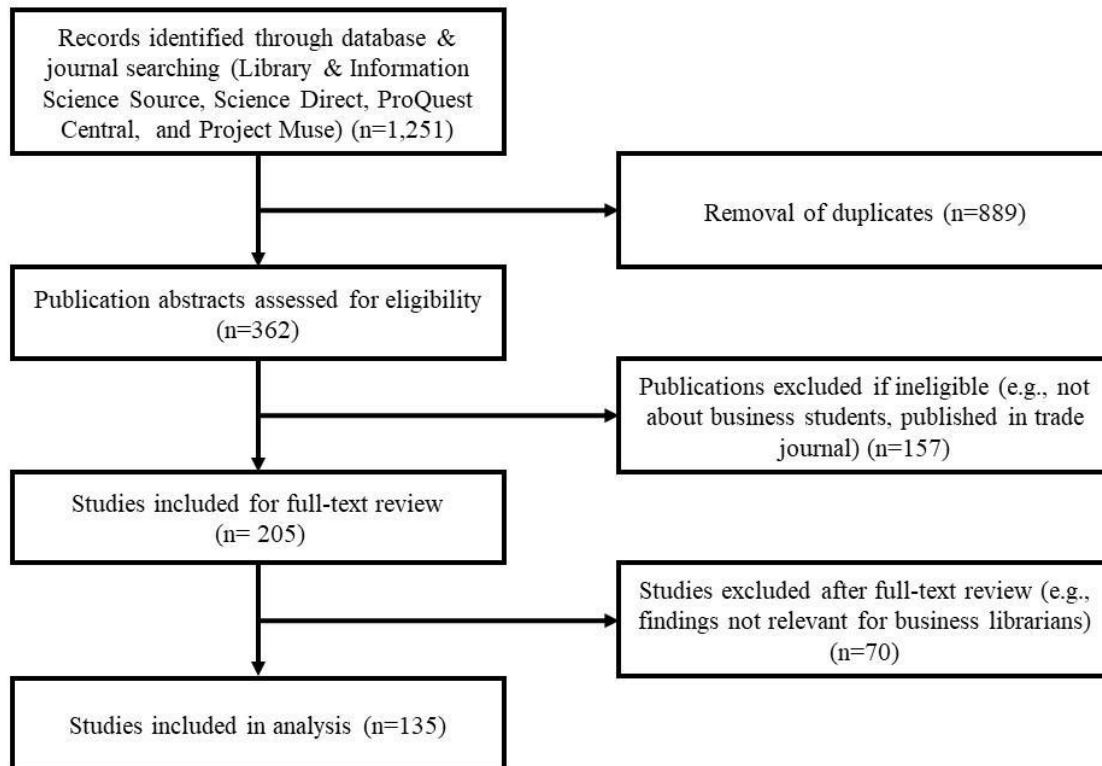 Records identified through database &
journal searching (Library & Information
Science Source, Science Direct, ProQuest
Central, and Project Muse) (n=1,251)
Removal of duplicates (n=889)
Publication abstracts assessed for eligibility
(n=362)
Publications excluded if ineligible (e.g., not
about business students, published in trade
journal) (n=157)
Studies included for full-text review
(n= 205)
Studies excluded after full-text review (e.g.,
findings not relevant for business librarians)
(n=70)
Studies included in analysis (n=135)